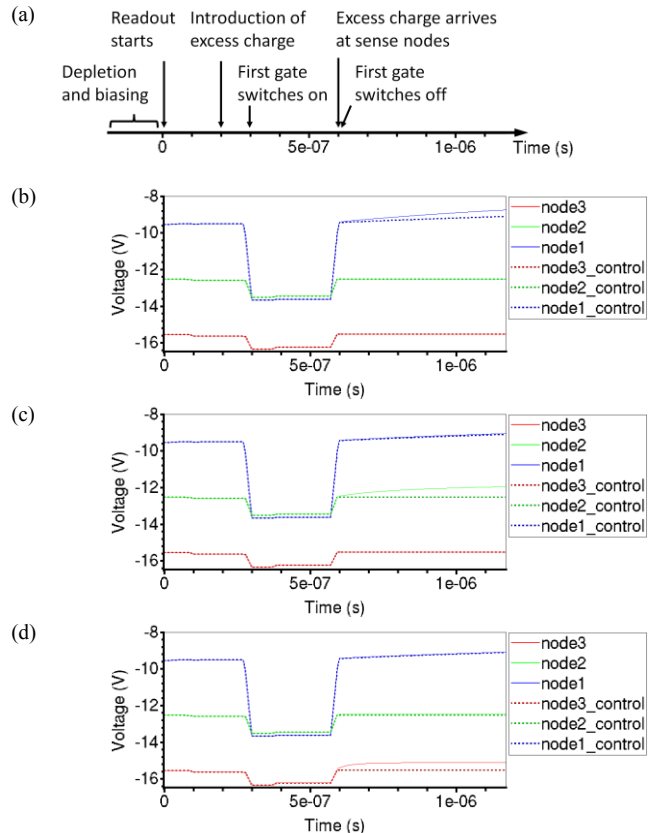 (a)
Readout starts
Introduction of excess charge
Excess charge arrives at sense nodes
Depletion and biasing
First gate switches on
First gate switches off
0
5e-07
1e-06
Time (s)
(b)
Voltage (V)
-8
-10
-12
-14
-16
0
5e-07
1e-06
Time (s)
node3
node2
node1
node3_control
node2_control
node1_control
(c)
Voltage (V)
-8
-10
-12
-14
-16
0
5e-07
1e-06
Time (s)
node3
node2
node1
node3_control
node2_control
node1_control
(d)
Voltage (V)
-8
-10
-12
-14
-16
0
5e-07
1e-06
Time (s)
node3
node2
node1
node3_control
node2_control
node1_control